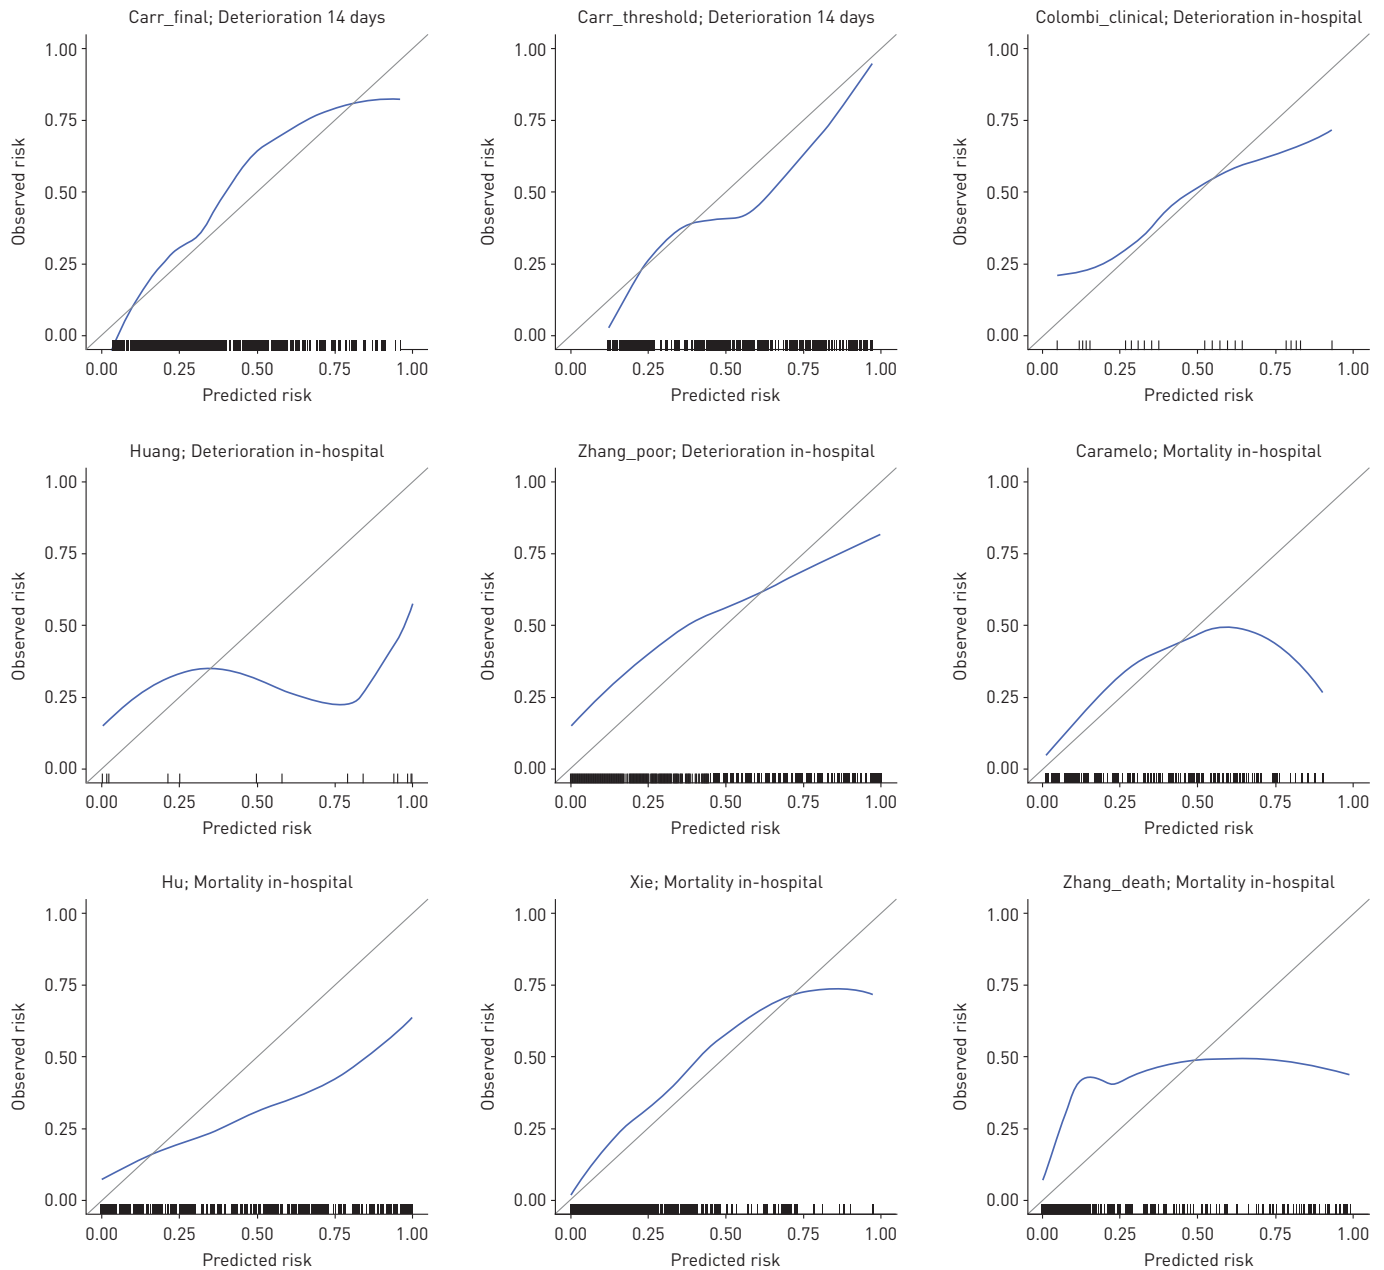 Carr_final; Deterioration 14 days
1.00
0.75
0.50
0.25
0.00
Observed risk
0.00 0.25 0.50 0.75 1.00
Predicted risk
Carr_threshold; Deterioration 14 days
1.00
0.75
0.50
0.25
0.00
Observed risk
0.00 0.25 0.50 0.75 1.00
Predicted risk
Colombi_clinical; Deterioration in-hospital
1.00
0.75
0.50
0.25
0.00
Observed risk
0.00 0.25 0.50 0.75 1.00
Predicted risk
Huang; Deterioration in-hospital
1.00
0.75
0.50
0.25
0.00
Observed risk
0.00 0.25 0.50 0.75 1.00
Predicted risk
Zhang_poor; Deterioration in-hospital
1.00
0.75
0.50
0.25
0.00
Observed risk
0.00 0.25 0.50 0.75 1.00
Predicted risk
Caramelo; Mortality in-hospital
1.00
0.75
0.50
0.25
0.00
Observed risk
0.00 0.25 0.50 0.75 1.00
Predicted risk
Hu; Mortality in-hospital
1.00
0.75
0.50
0.25
0.00
Observed risk
0.00 0.25 0.50 0.75 1.00
Predicted risk
Xie; Mortality in-hospital
1.00
0.75
0.50
0.25
0.00
Observed risk
0.00 0.25 0.50 0.75 1.00
Predicted risk
Zhang_death; Mortality in-hospital
1.00
0.75
0.50
0.25
0.00
Observed risk
0.00 0.25 0.50 0.75 1.00
Predicted risk